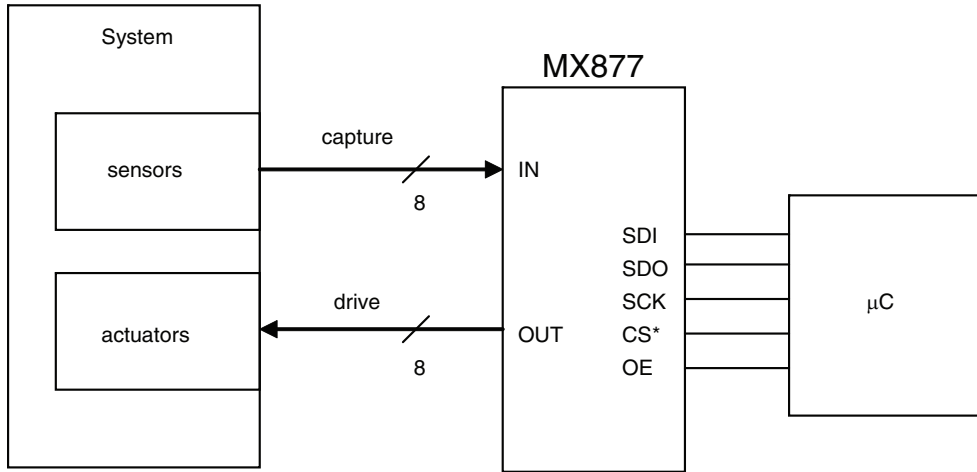 System
MX877
sensors
capture
8
IN
SDI
SDO
SCK
CS*
OE
μC
actuators
drive
8
OUT